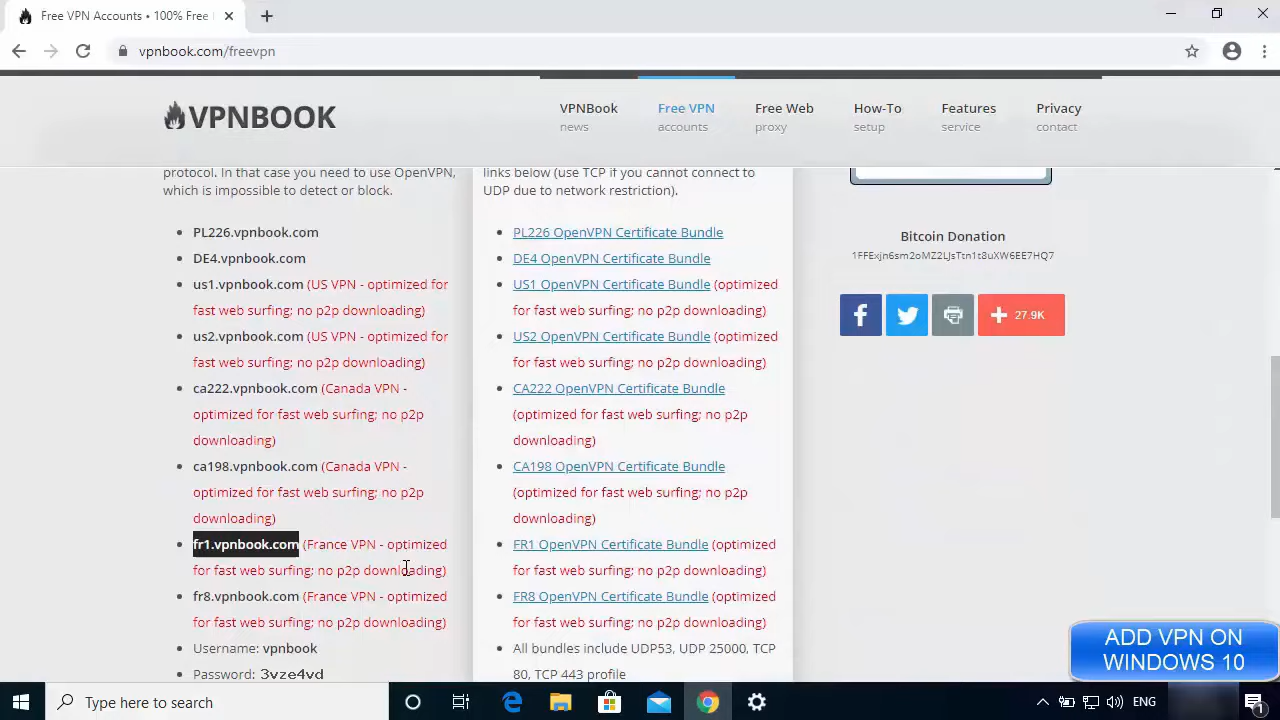 Free VPN Accounts • 100% Free
vpnbook.com/freevpn
VPNBOOK
VPNBook
news
Free VPN
accounts
Free Web
proxy
How-To
setup
Features
service
Privacy
contact
protocol. In that case you need to use OpenVPN,
which is impossible to detect or block.
PL226.vpnbook.com
DE4.vpnbook.com
us1.vpnbook.com (US VPN - optimized for
fast web surfing; no p2p downloading)
us2.vpnbook.com (US VPN - optimized for
fast web surfing; no p2p downloading)
ca222.vpnbook.com (Canada VPN -
optimized for fast web surfing; no p2p
downloading)
ca198.vpnbook.com (Canada VPN -
optimized for fast web surfing; no p2p
downloading)
fr1.vpnbook.com (France VPN - optimized
for fast web surfing; no p2p downloading)
fr8.vpnbook.com (France VPN - optimized
for fast web surfing; no p2p downloading)
Username: vpnbook
Password: 3vze4vd
links below (use TCP if you cannot connect to
UDP due to network restriction).
PL226 OpenVPN Certificate Bundle
DE4 OpenVPN Certificate Bundle
US1 OpenVPN Certificate Bundle (optimized
for fast web surfing; no p2p downloading)
US2 OpenVPN Certificate Bundle (optimized
for fast web surfing; no p2p downloading)
CA222 OpenVPN Certificate Bundle
(optimized for fast web surfing; no p2p
downloading)
CA198 OpenVPN Certificate Bundle
(optimized for fast web surfing; no p2p
downloading)
FR1 OpenVPN Certificate Bundle (optimized
for fast web surfing; no p2p downloading)
FR8 OpenVPN Certificate Bundle (optimized
for fast web surfing; no p2p downloading)
All bundles include UDP53, UDP 25000, TCP
80, TCP 443 profile
Bitcoin Donation
1FFExjn6sm2oMZ2LJsTtn1t8uXW6EE7HQ7
27.9K
ADD VPN ON
WINDOWS 10
Type here to search
ENG
1